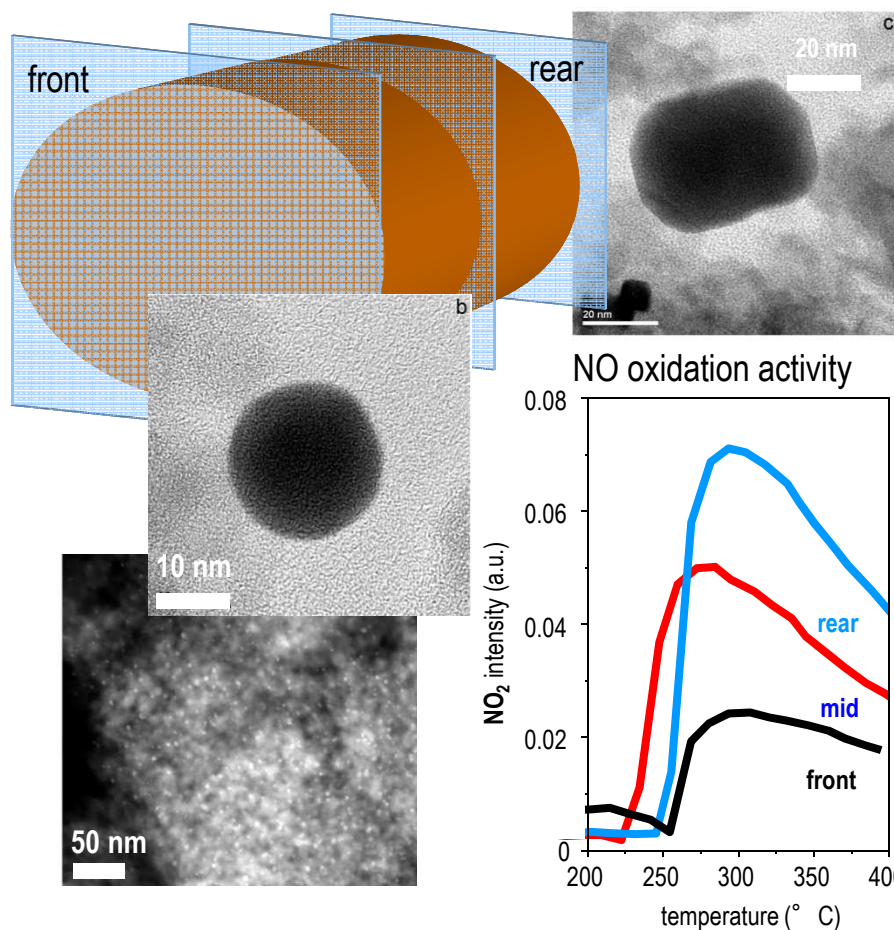 front
rear
c
20 nm
20 nm
b
10 nm
50 nm
NO oxidation activity
0.08
0.06
0.04
0.02
0
NO₂ intensity (a.u.)
rear
mid
front
200
250
300
350
40
temperature (° C)